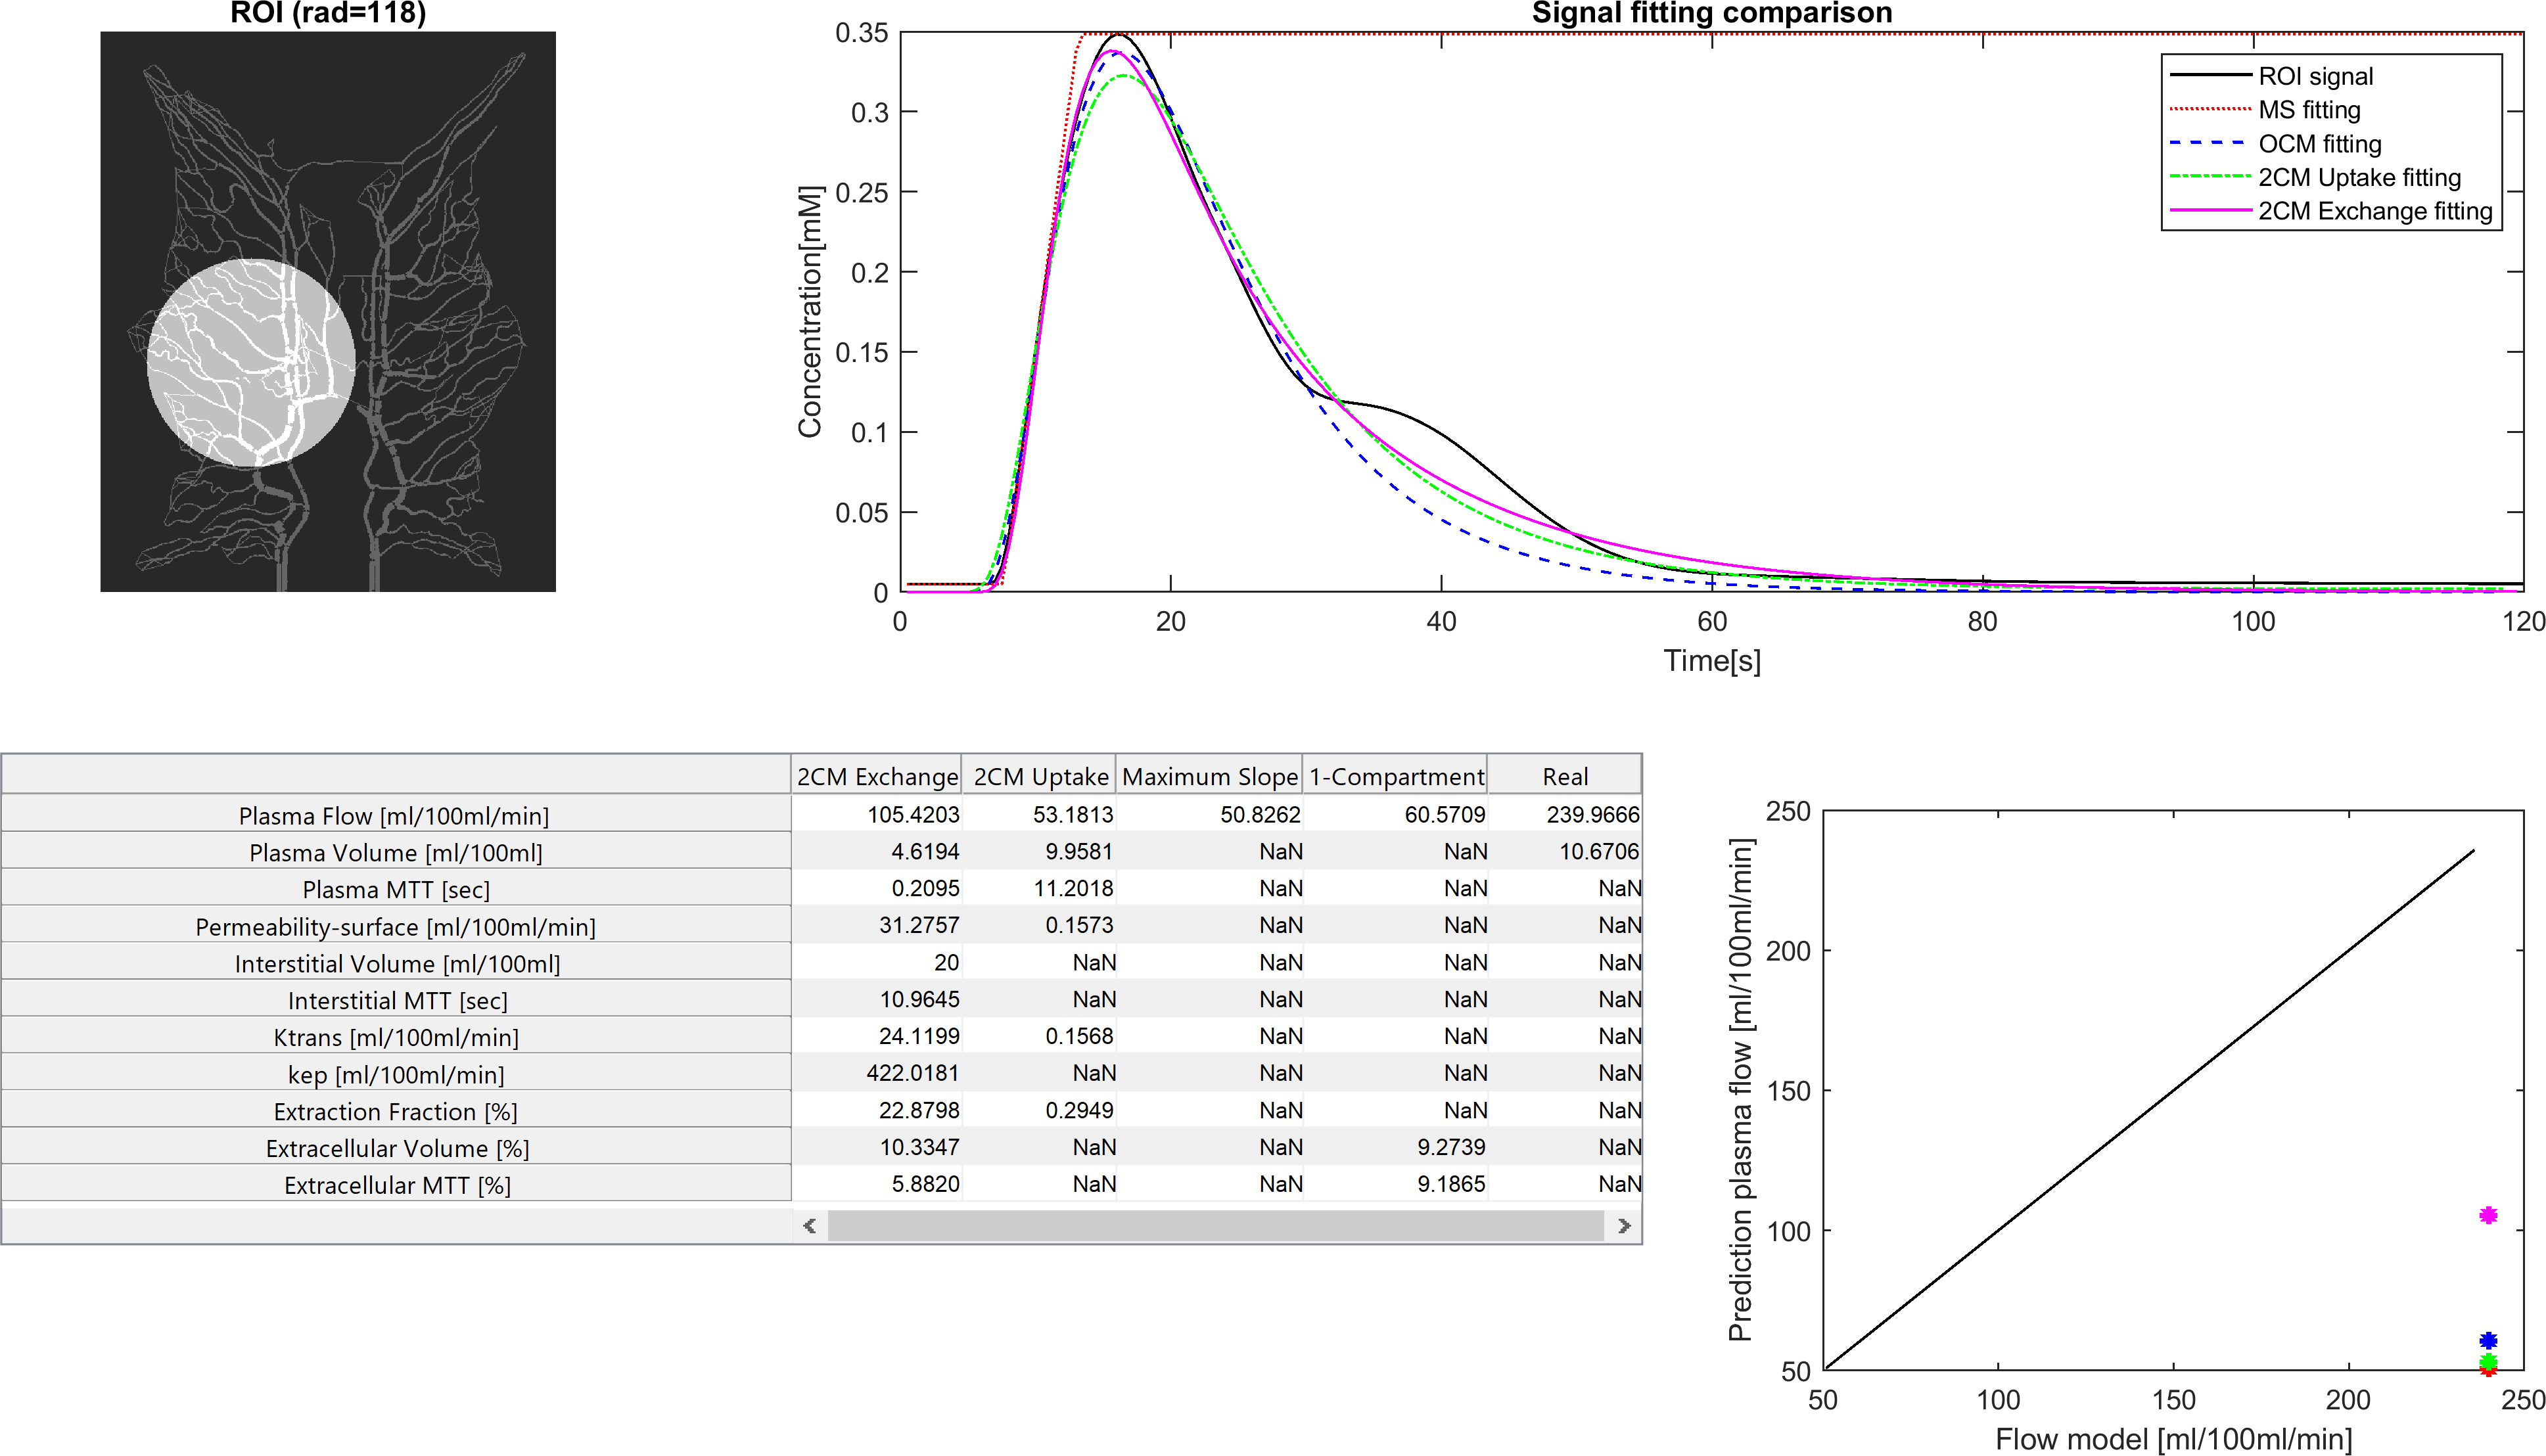 ROI (rad=118)
Signal fitting comparison
Concentration[mM]
0.35
0.3
0.25
0.2
0.15
0.1
0.05
0
0 20 40 60 80 100 120
Time[s]
ROI signal
MS fitting
OCM fitting
2CM Uptake fitting
2CM Exchange fitting
2CM Exchange 2CM Uptake Maximum Slope 1-Compartment Real
Plasma Flow [ml/100ml/min] 105.4203 53.1813 50.8262 60.5709 239.9666
Plasma Volume [ml/100ml] 4.6194 9.9581 NaN NaN 10.6706
Plasma MTT [sec] 0.2095 11.2018 NaN NaN NaN
Permeability-surface [ml/100ml/min] 31.2757 0.1573 NaN NaN NaN
Interstitial Volume [ml/100ml] 20 NaN NaN NaN NaN
Interstitial MTT [sec] 10.9645 NaN NaN NaN NaN
Ktrans [ml/100ml/min] 24.1199 0.1568 NaN NaN NaN
kep [ml/100ml/min] 422.0181 NaN NaN NaN NaN
Extraction Fraction [%] 22.8798 0.2949 NaN NaN NaN
Extracellular Volume [%] 10.3347 NaN NaN 9.2739 NaN
Extracellular MTT [%] 5.8820 NaN NaN 9.1865 NaN
Prediction plasma flow [ml/100ml/min]
250
200
150
100
50
50 100 150 200 250
Flow model [ml/100ml/min]